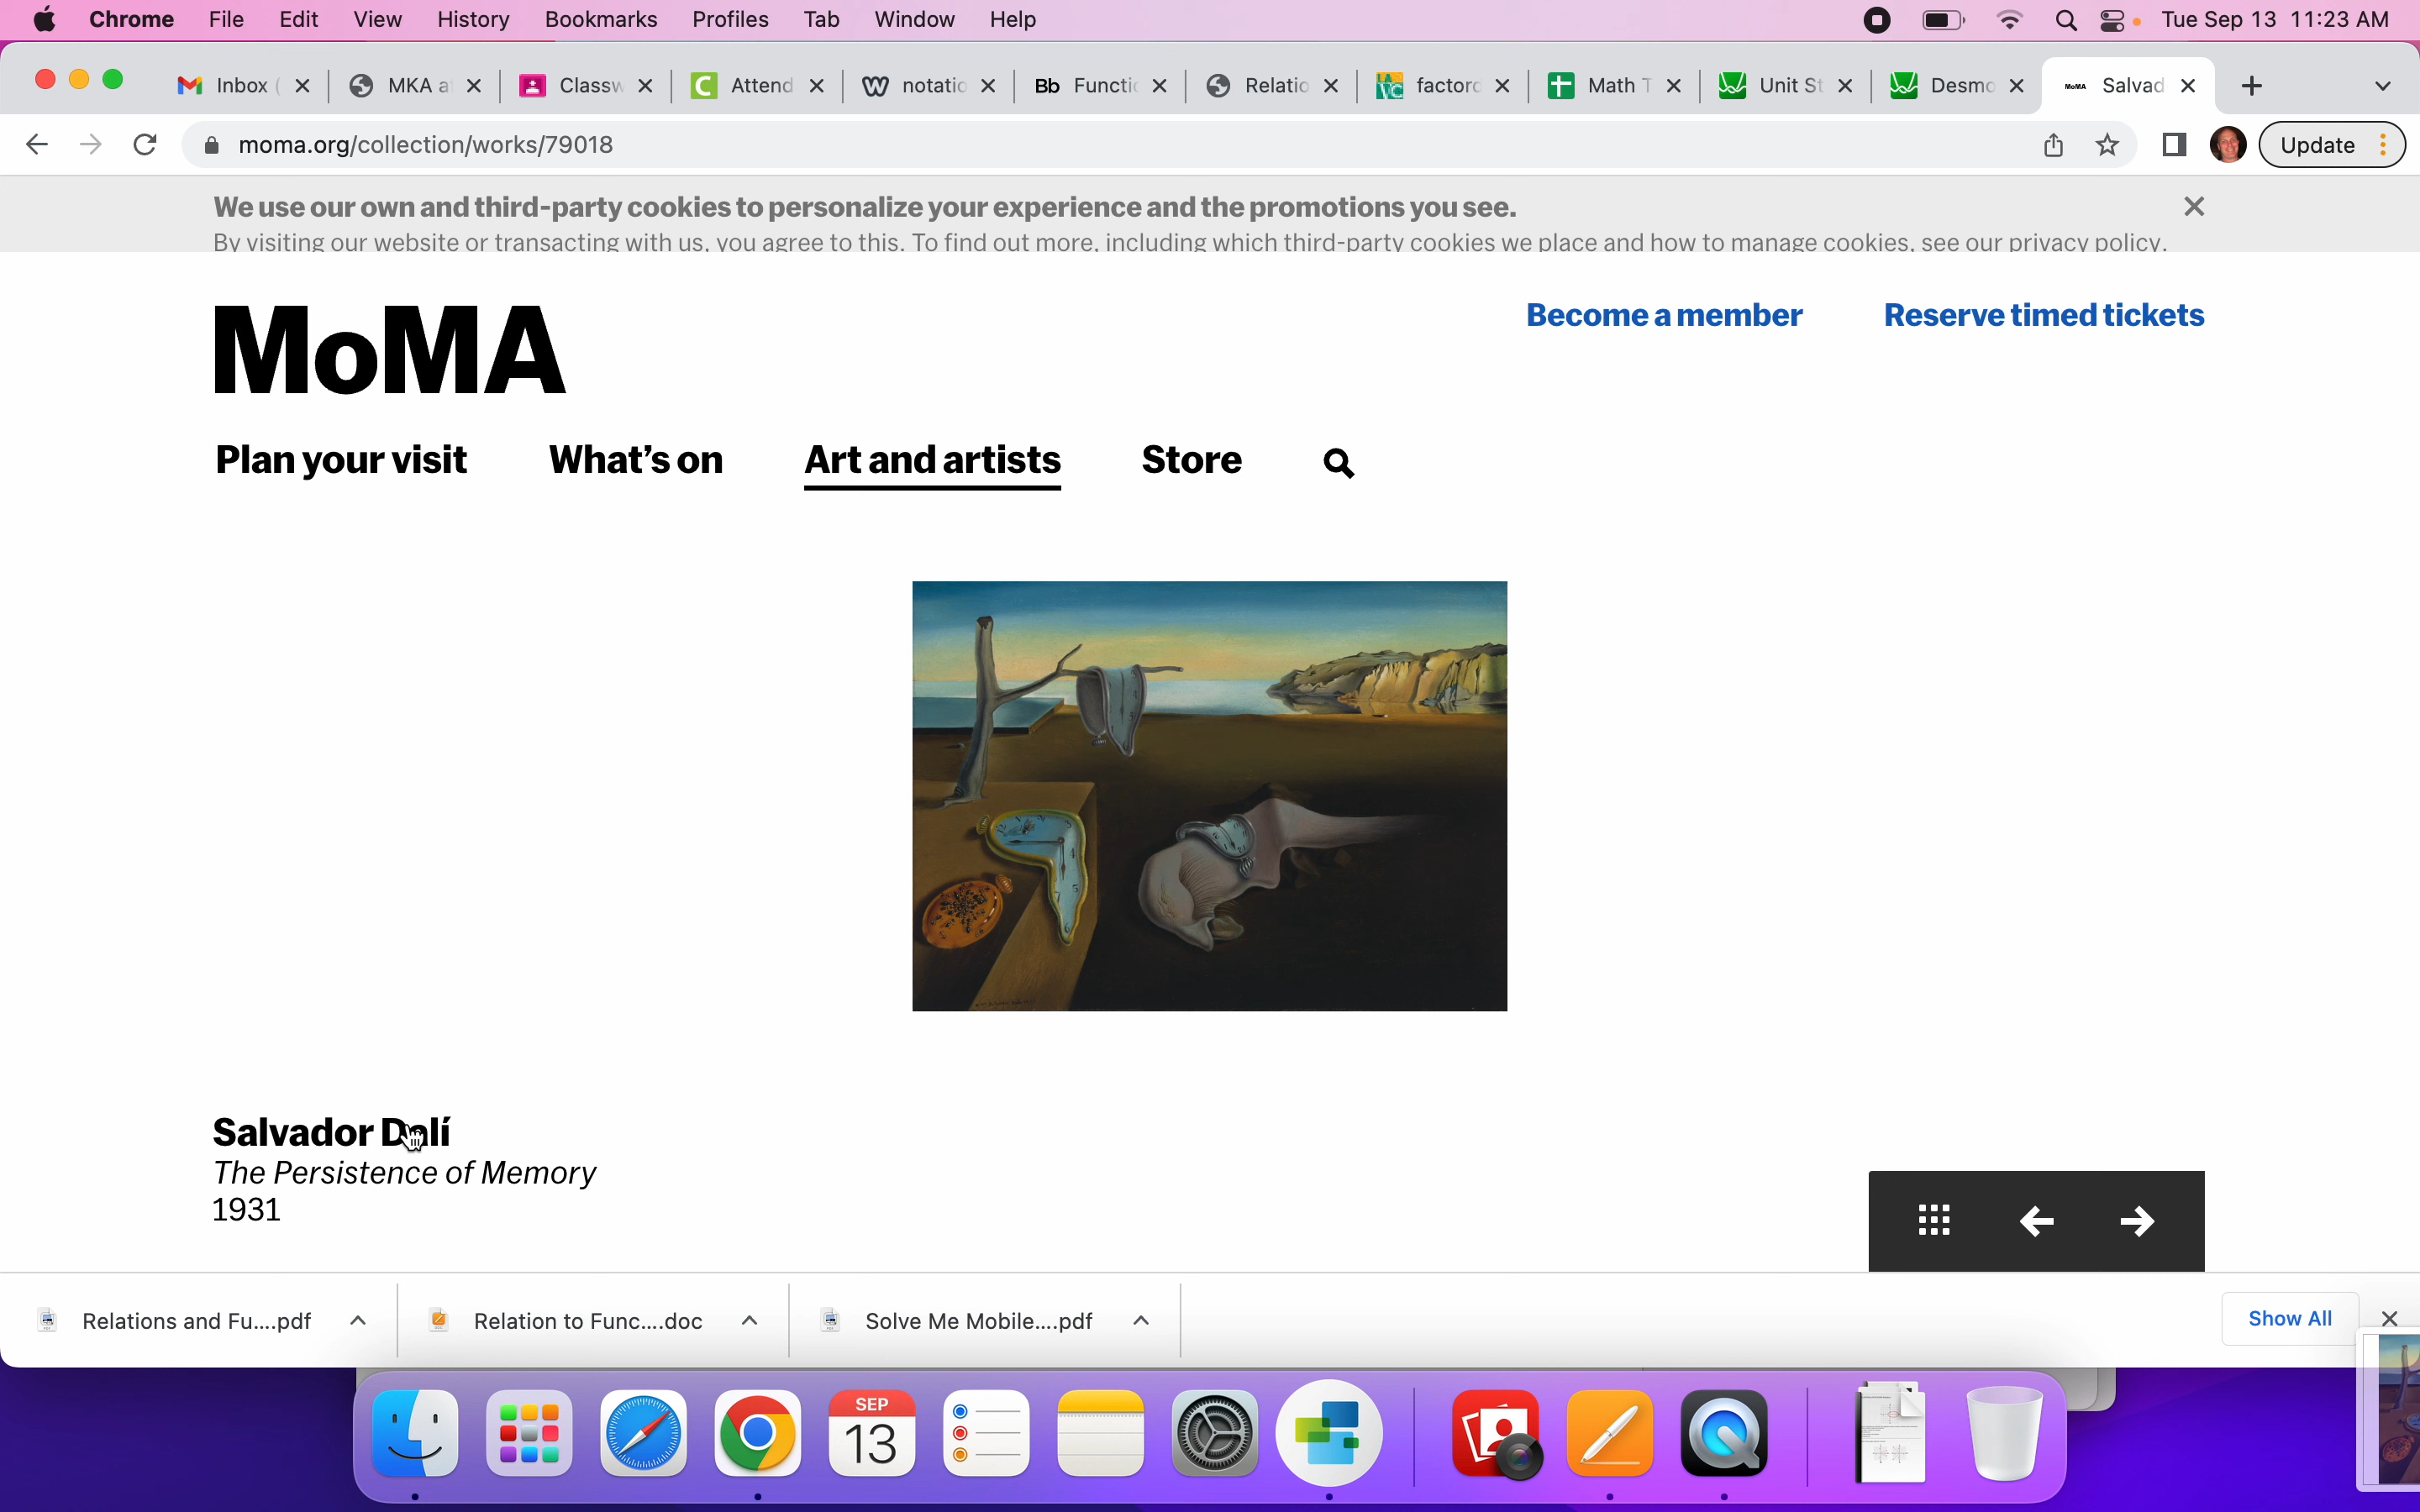 Chrome File Edit View History Bookmarks Profiles Tab Window Help Tue Sep 13 11:23 AM
Inbox ( MKA a Classw Attend notatio Bb Functi Relatio factor Math T Unit St Desmo MoMA Salvad
moma.org/collection/works/79018 Update
We use our own and third-party cookies to personalize your experience and the promotions you see.
By visiting our website or transacting with us, you agree to this. To find out more, including which third-party cookies we place and how to manage cookies, see our privacy policy.
MoMA Become a member Reserve timed tickets
Plan your visit What's on Art and artists Store
Salvador Dalí
The Persistence of Memory
1931
Relations and Fu....pdf Relation to Func....doc Solve Me Mobile....pdf Show All
SEP
13